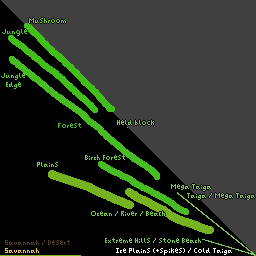 Mushroom
Jungle
Jungle
Edge
Held block
Forest
Birch Forest
Plains
Mega Taiga
Taiga / Mega Taiga
Ocean / River / Beach
Extreme Hills / Stone Beach
Savannah / Desert
Ice Plains (+Spikes) / Cold Taiga
Savannah